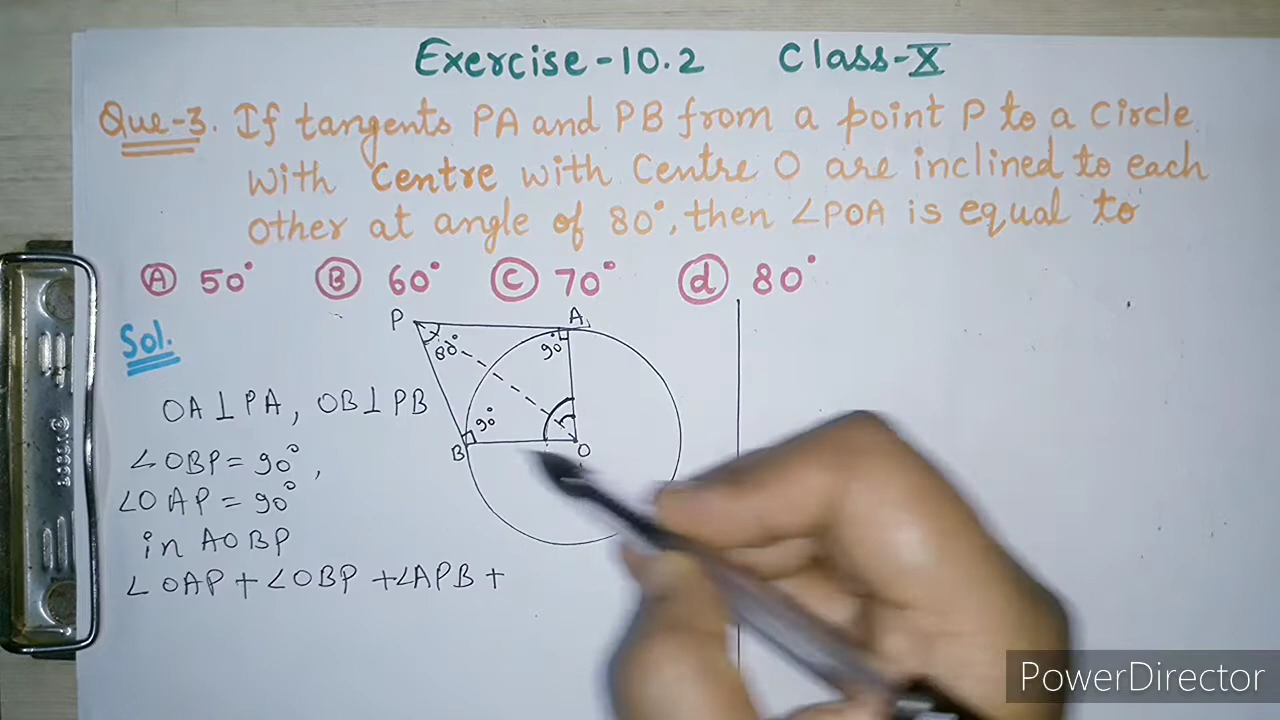 Exercise-10.2 Class-X
Que-3. If tangents PA and PB from a point P to a Circle
with Centre with Centre O are inclined to each
other at angle of 80°, then ∠POA is equal to
(A) 50° (B) 60° (C) 70° (d) 80°
Sol.
P A
80° 90°
OA⊥PA, OB⊥PB
90°
B O
∠OBP = 90°,
∠OAP = 90°
in AOBP
∠OAP + ∠OBP + ∠APB +
PowerDirector